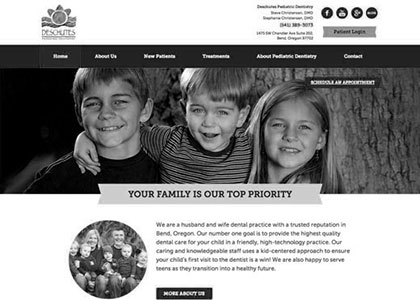 DESCHUTES
PEDIATRIC DENTISTRY
Deschutes Pediatric Dentistry
Steve Christensen, DMD
Stephanie Christensen, DMD
(541) 389-3073
1475 SW Chandler Ave Suite 202,
Bend, Oregon 97702
Patient Login
Home About Us New Patients Treatments About Pediatric Dentistry Contact
SCHEDULE AN APPOINTMENT
YOUR FAMILY IS OUR TOP PRIORITY
We are a husband and wife dental practice with a trusted reputation in
Bend, Oregon. Our number one goal is to provide the highest quality
dental care for your child in a friendly, high-technology practice. Our
caring and knowledgeable staff uses a kid-centered approach to ensure
your child's first visit to the dentist is a win! We are also happy to serve
teens as they transition into a healthy future.
MORE ABOUT US